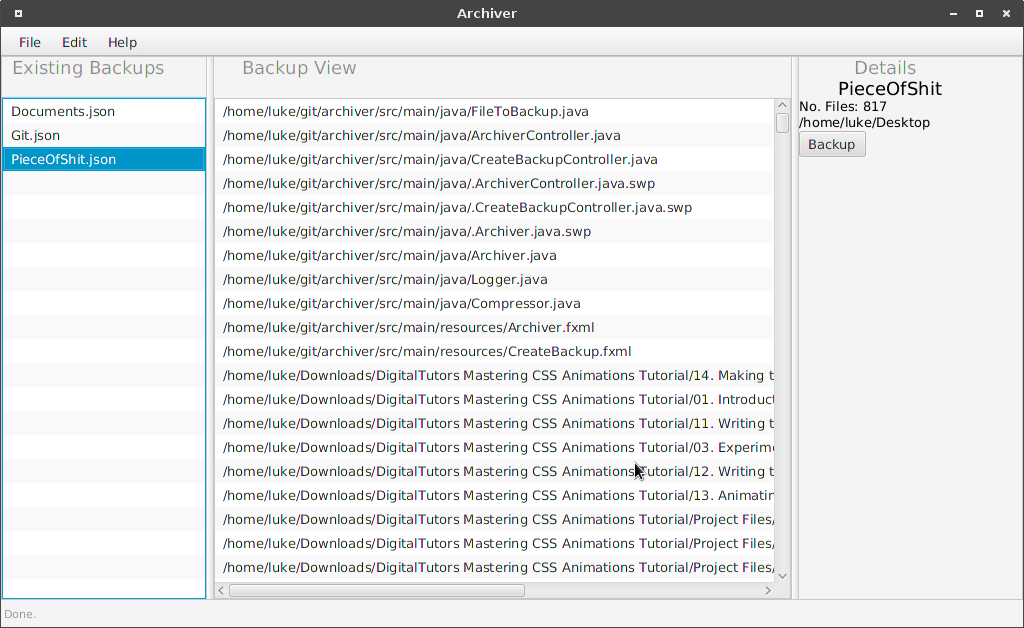 Archiver
File Edit Help
Existing Backups
Documents.json
Git.json
PieceOfShit.json
Backup View
/home/luke/git/archiver/src/main/java/FileToBackup.java
/home/luke/git/archiver/src/main/java/ArchiverController.java
/home/luke/git/archiver/src/main/java/CreateBackupController.java
/home/luke/git/archiver/src/main/java/.ArchiverController.java.swp
/home/luke/git/archiver/src/main/java/.CreateBackupController.java.swp
/home/luke/git/archiver/src/main/java/.Archiver.java.swp
/home/luke/git/archiver/src/main/java/Archiver.java
/home/luke/git/archiver/src/main/java/Logger.java
/home/luke/git/archiver/src/main/java/Compressor.java
/home/luke/git/archiver/src/main/resources/Archiver.fxml
/home/luke/git/archiver/src/main/resources/CreateBackup.fxml
/home/luke/Downloads/DigitalTutors Mastering CSS Animations Tutorial/14. Making t
/home/luke/Downloads/DigitalTutors Mastering CSS Animations Tutorial/01. Introduct
/home/luke/Downloads/DigitalTutors Mastering CSS Animations Tutorial/11. Writing t
/home/luke/Downloads/DigitalTutors Mastering CSS Animations Tutorial/03. Experime
/home/luke/Downloads/DigitalTutors Mastering CSS Animations Tutorial/12. Writing t
/home/luke/Downloads/DigitalTutors Mastering CSS Animations Tutorial/13. Animatin
/home/luke/Downloads/DigitalTutors Mastering CSS Animations Tutorial/Project Files/
/home/luke/Downloads/DigitalTutors Mastering CSS Animations Tutorial/Project Files/
/home/luke/Downloads/DigitalTutors Mastering CSS Animations Tutorial/Project Files/
Details
PieceOfShit
No. Files: 817
/home/luke/Desktop
Backup
Done.